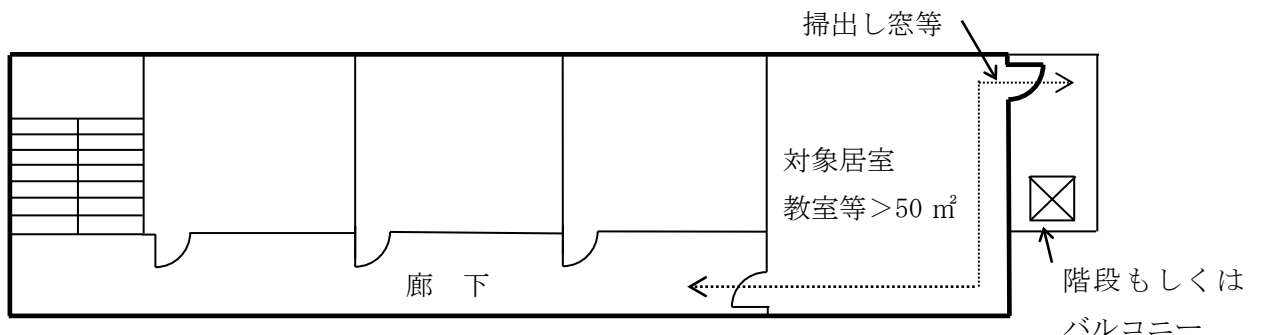 掃出し窓等
対象居室
教室等＞50 ㎡
廊　下
階段もしくは
バルコニー